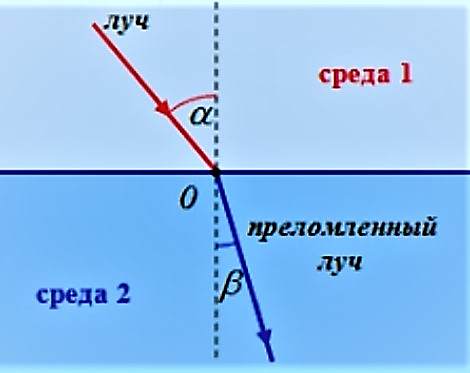 луч
среда 1
α
0
преломленный
луч
β
среда 2